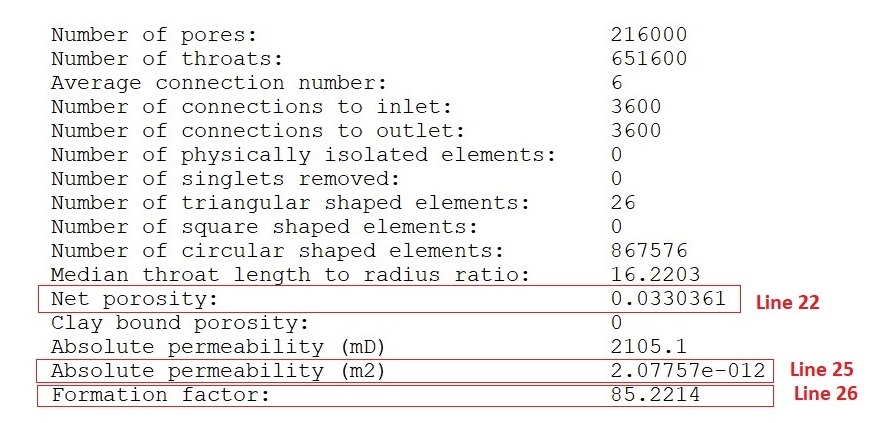 Number of pores: 216000
Number of throats: 651600
Average connection number: 6
Number of connections to inlet: 3600
Number of connections to outlet: 3600
Number of physically isolated elements: 0
Number of singlets removed: 0
Number of triangular shaped elements: 26
Number of square shaped elements: 0
Number of circular shaped elements: 867576
Median throat length to radius ratio: 16.2203
Net porosity: 0.0330361 Line 22
Clay bound porosity: 0
Absolute permeability (mD) 2105.1
Absolute permeability (m2) 2.07757e-012 Line 25
Formation factor: 85.2214 Line 26